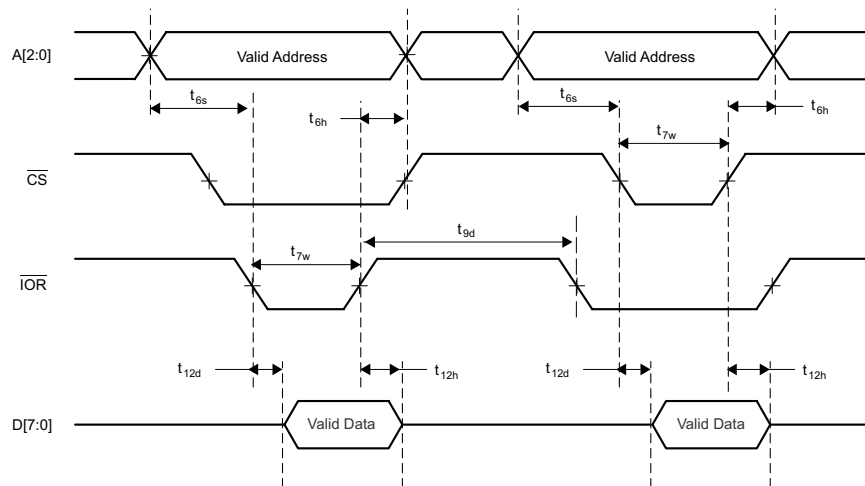 A[2:0] Valid Address Valid Address
t6s t6h t6s t6h
t7w
CS
t9d
t7w
IOR
t12d t12h t12d t12h
D[7:0] Valid Data Valid Data